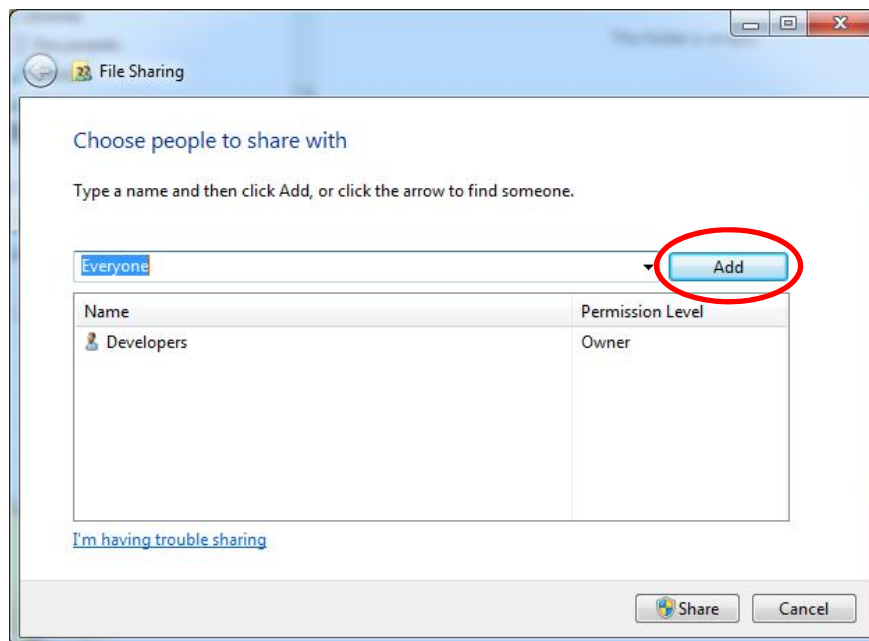 File Sharing
Choose people to share with
Type a name and then click Add, or click the arrow to find someone.
Everyone
Add
Name Permission Level
Developers Owner
I'm having trouble sharing
Share Cancel